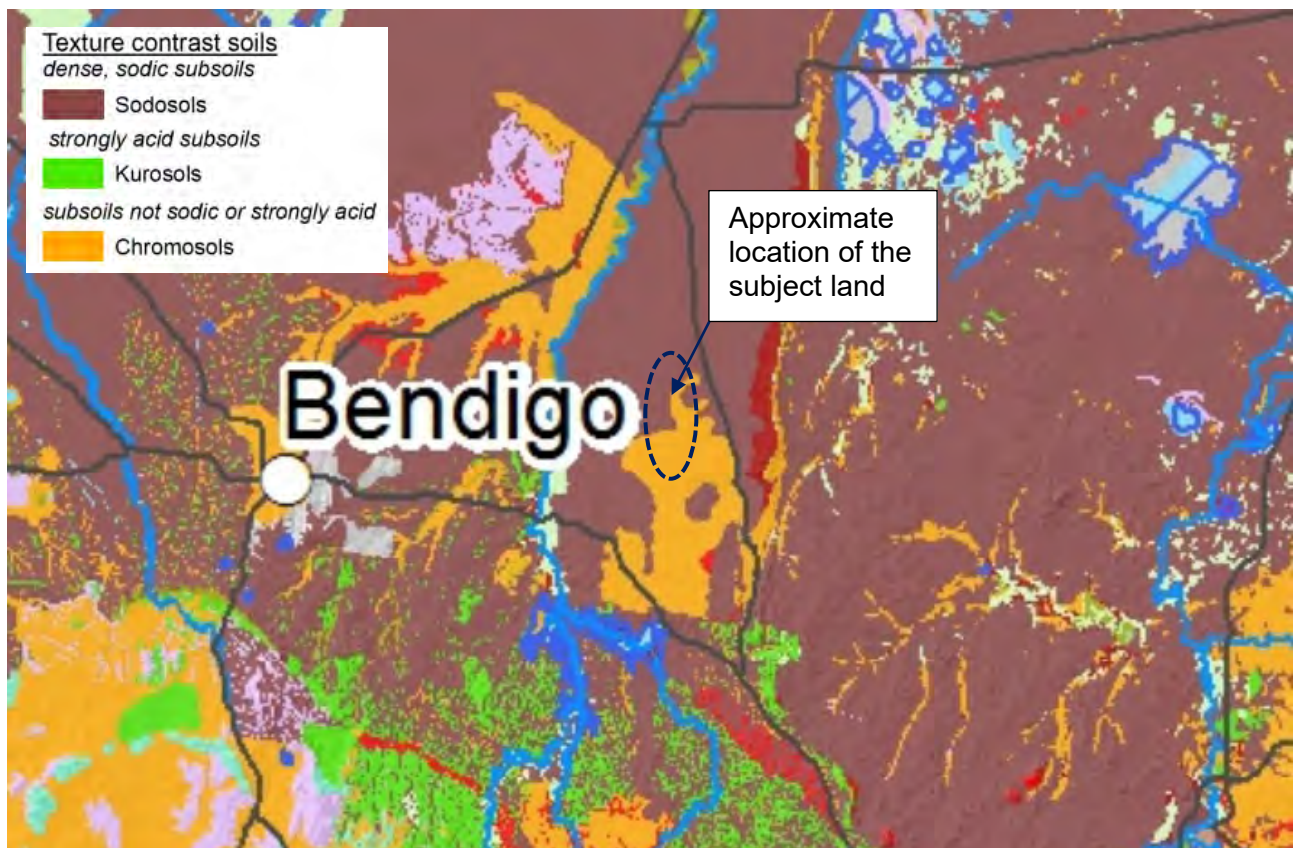 Texture contrast soils
dense, sodic subsoils
Sodosols
strongly acid subsoils
Kurosols
subsoils not sodic or strongly acid
Chromosols
Approximate
location of the
subject land
Bendigo